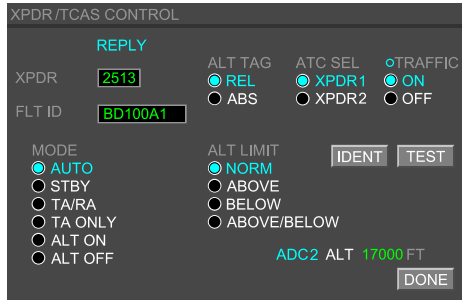 XPDR/TCAS CONTROL
REPLY
ALT TAG ATC SEL TRAFFIC
XPDR 2513 REL XPDR1 ON
ABS XPDR2 OFF
FLT ID BD100A1
MODE ALT LIMIT
AUTO NORM IDENT TEST
STBY ABOVE
TA/RA BELOW
TA ONLY ABOVE/BELOW
ALT ON
ALT OFF ADC2 ALT 17000 FT
DONE